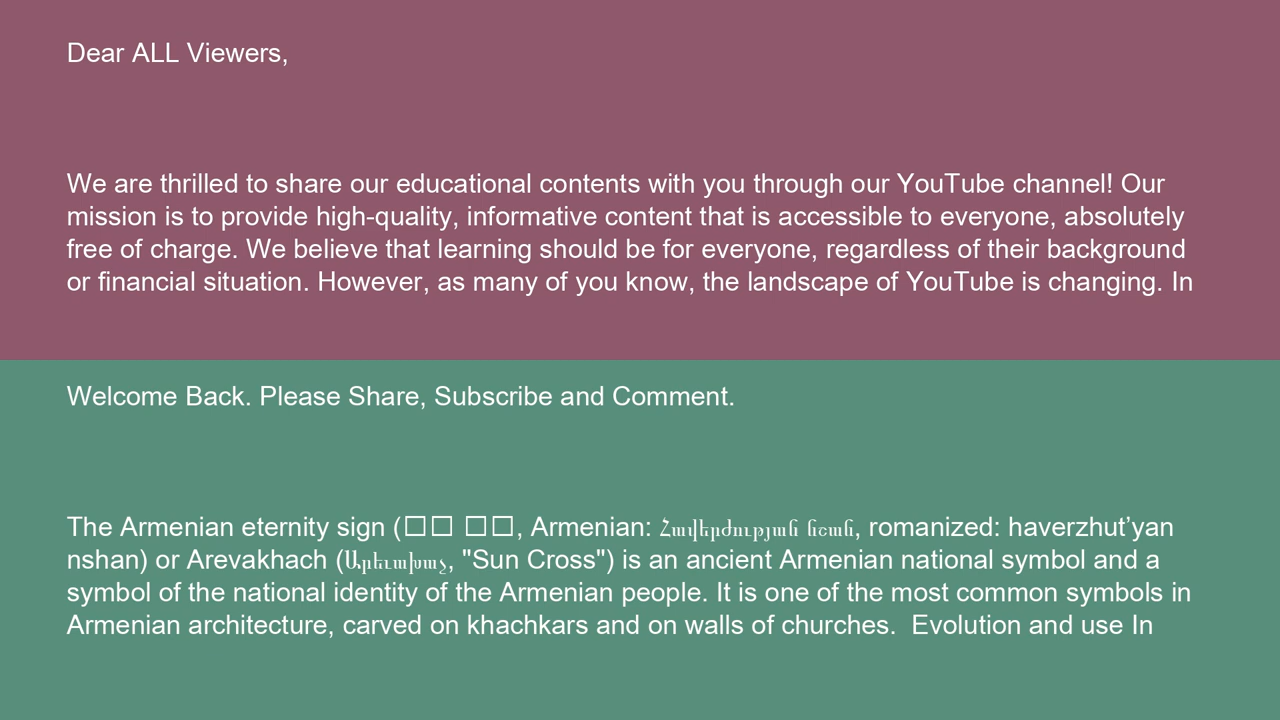 Dear ALL Viewers,
We are thrilled to share our educational contents with you through our YouTube channel! Our
mission is to provide high-quality, informative content that is accessible to everyone, absolutely
free of charge. We believe that learning should be for everyone, regardless of their background
or financial situation. However, as many of you know, the landscape of YouTube is changing. In
Welcome Back. Please Share, Subscribe and Comment.
The Armenian eternity sign (□□ □□, Armenian: Հավերժության նշան, romanized: haverzhut’yan
nshan) or Arevakhach (Արեւախաչ, "Sun Cross") is an ancient Armenian national symbol and a
symbol of the national identity of the Armenian people. It is one of the most common symbols in
Armenian architecture, carved on khachkars and on walls of churches.  Evolution and use In